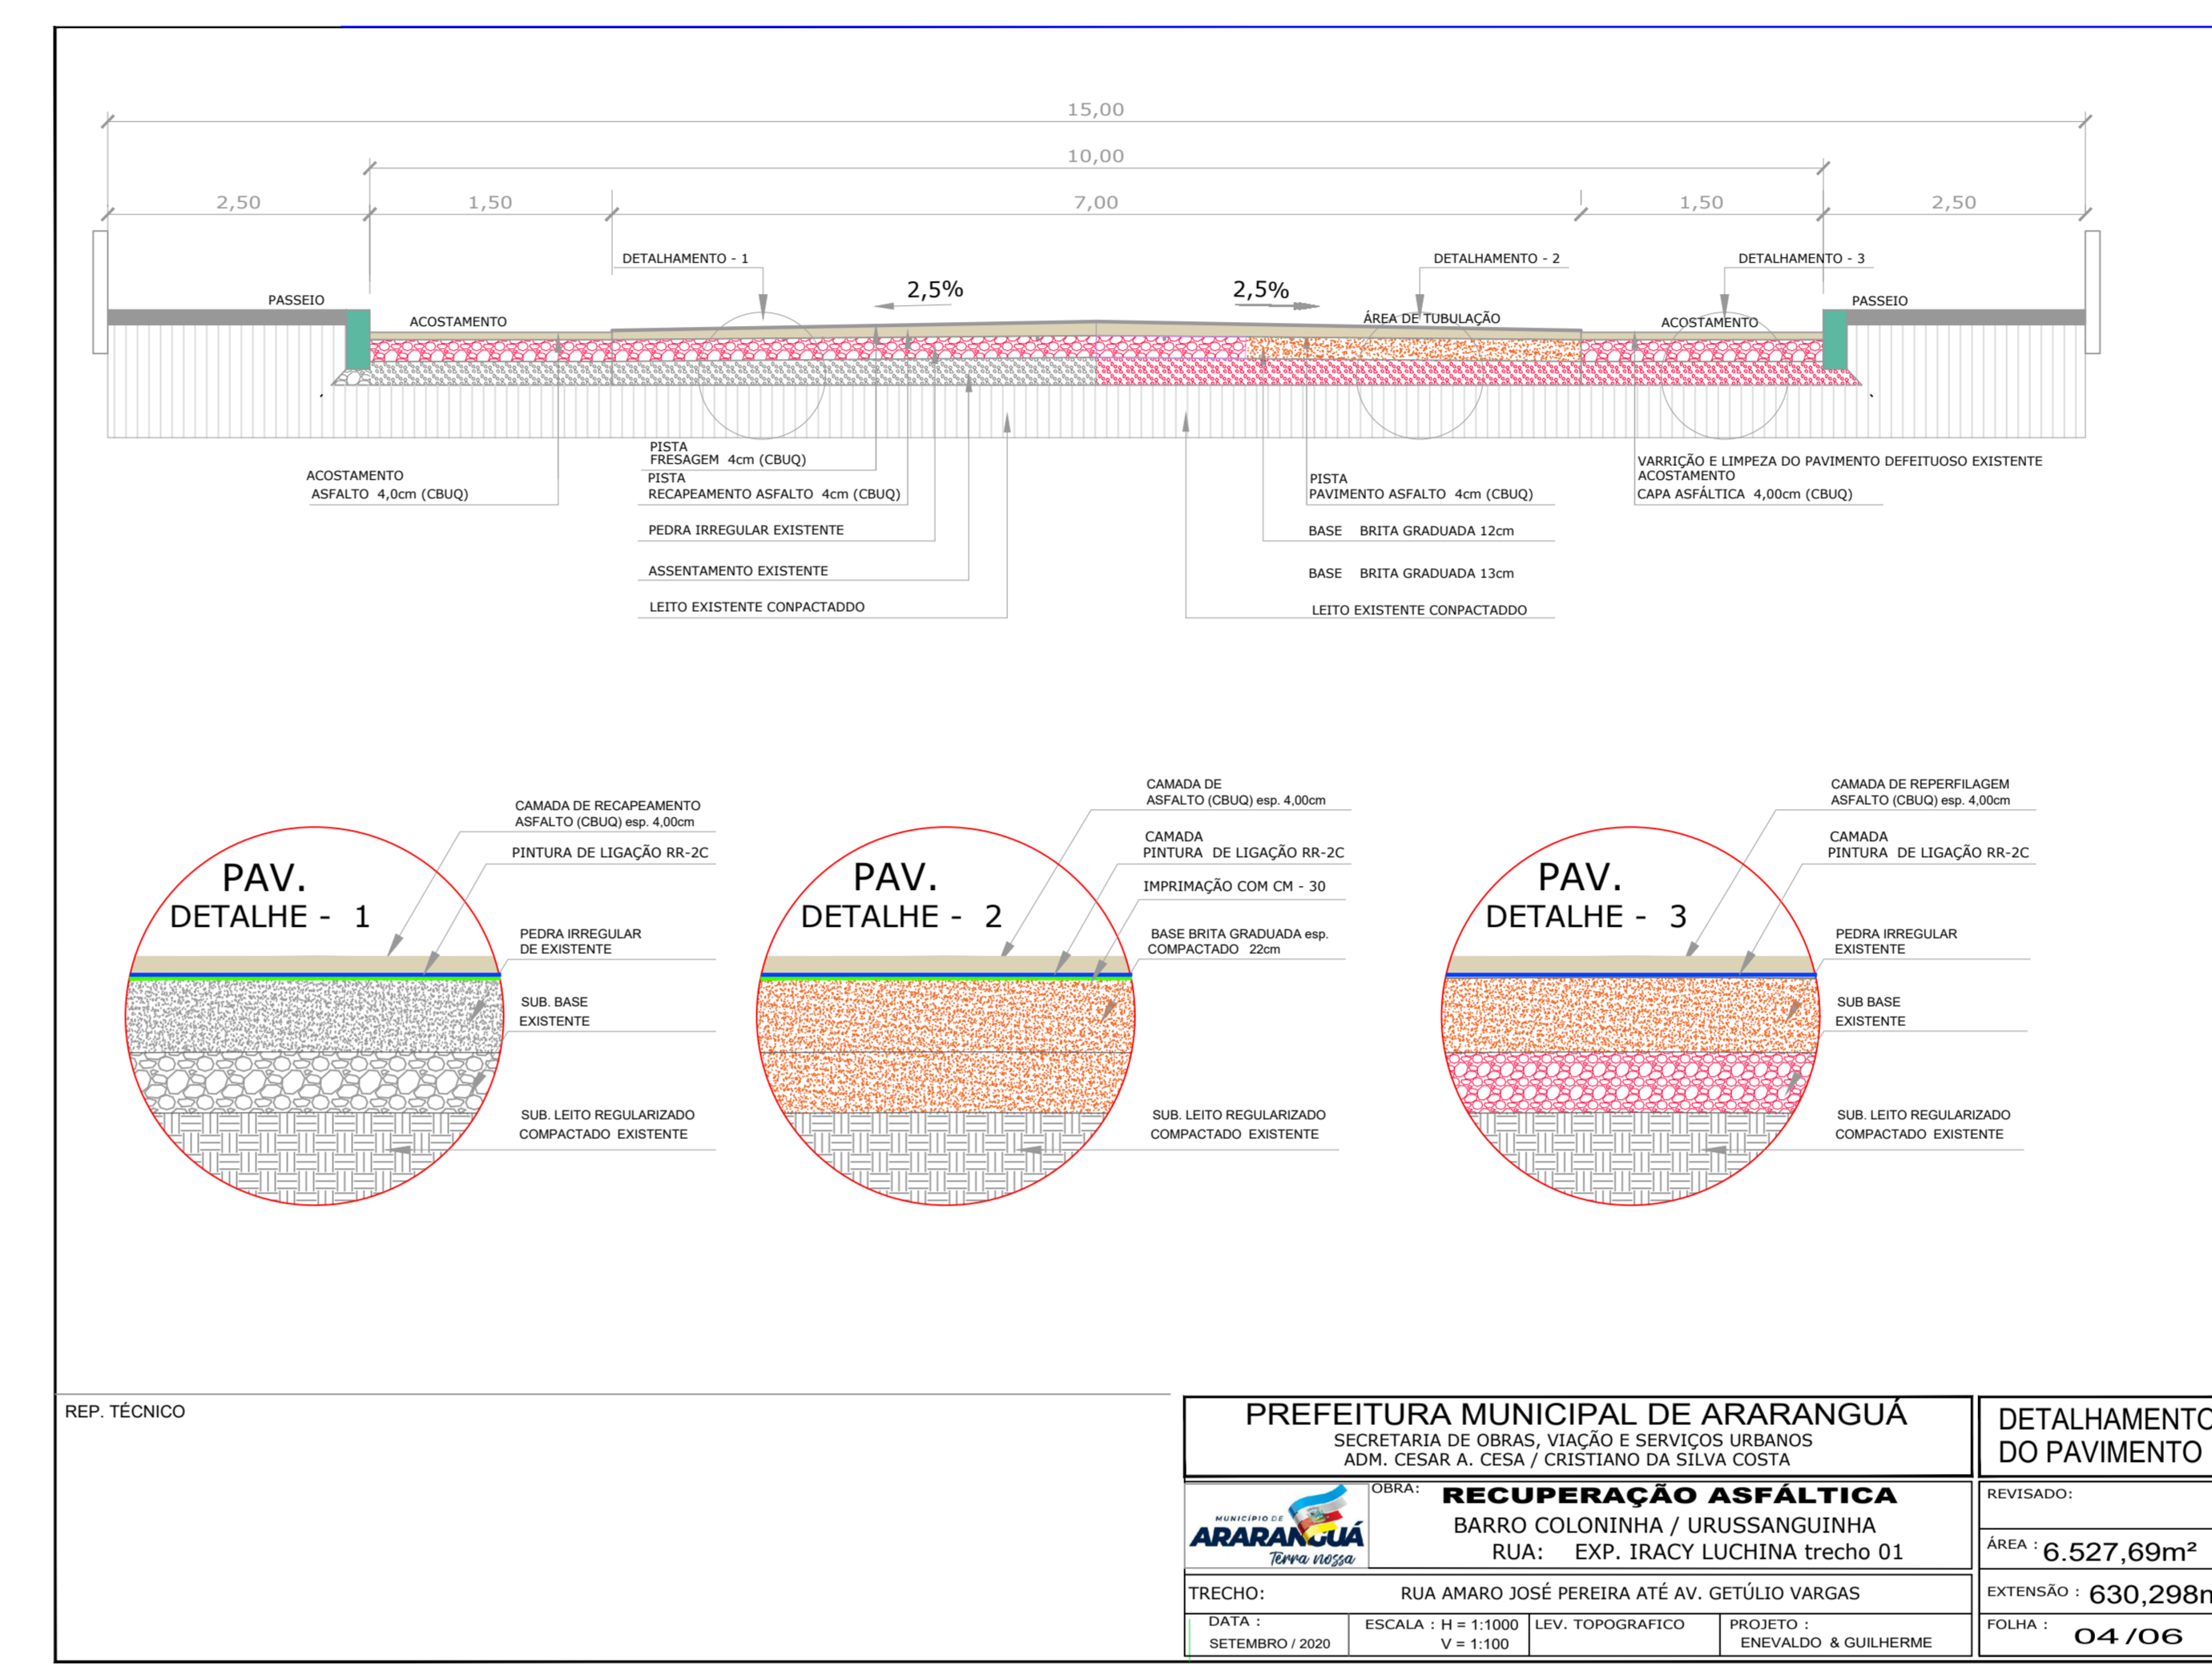 15,00
10,00
2,50
1,50
7,00
1,50
2,50
DETALHAMENTO - 1
DETALHAMENTO - 2
DETALHAMENTO - 3
2,5%
2,5%
PASSEIO
ACOSTAMENTO
ÁREA DE TUBULAÇÃO
ACOSTAMENTO
PASSEIO
ACOSTAMENTO
ASFALTO 4,0cm (CBUQ)
PISTA
FRESAGEM 4cm (CBUQ)
PISTA
RECAPEAMENTO ASFALTO 4cm (CBUQ)
PEDRA IRREGULAR EXISTENTE
ASSENTAMENTO EXISTENTE
LEITO EXISTENTE CONPACTADDO
PISTA
PAVIMENTO ASFALTO 4cm (CBUQ)
BASE BRITA GRADUADA 12cm
BASE BRITA GRADUADA 13cm
LEITO EXISTENTE CONPACTADDO
VARRIÇÃO E LIMPEZA DO PAVIMENTO DEFEITUOSO EXISTENTE
ACOSTAMENTO
CAPA ASFÁLTICA 4,00cm (CBUQ)
CAMADA DE RECAPEAMENTO
ASFALTO (CBUQ) esp. 4,00cm
PINTURA DE LIGAÇÃO RR-2C
PAV.
DETALHE - 1
PEDRA IRREGULAR
DE EXISTENTE
SUB. BASE
EXISTENTE
SUB. LEITO REGULARIZADO
COMPACTADO EXISTENTE
CAMADA DE
ASFALTO (CBUQ) esp. 4,00cm
CAMADA
PINTURA DE LIGAÇÃO RR-2C
IMPRIMAÇÃO COM CM - 30
PAV.
DETALHE - 2
BASE BRITA GRADUADA esp.
COMPACTADO 22cm
SUB. LEITO REGULARIZADO
COMPACTADO EXISTENTE
CAMADA DE REPERFILAGEM
ASFALTO (CBUQ) esp. 4,00cm
CAMADA
PINTURA DE LIGAÇÃO RR-2C
PAV.
DETALHE - 3
PEDRA IRREGULAR
EXISTENTE
SUB BASE
EXISTENTE
SUB. LEITO REGULARIZADO
COMPACTADO EXISTENTE
REP. TÉCNICO
PREFEITURA MUNICIPAL DE ARARANGUÁ
SECRETARIA DE OBRAS, VIAÇÃO E SERVIÇOS URBANOS
ADM. CESAR A. CESA / CRISTIANO DA SILVA COSTA
DETALHAMENTO
DO PAVIMENTO
MUNICÍPIO DE
ARARANGUÁ
Terra nossa
OBRA: RECUPERAÇÃO ASFÁLTICA
BARRO COLONINHA / URUSSANGUINHA
RUA: EXP. IRACY LUCHINA trecho 01
REVISADO:
ÁREA : 6.527,69m²
TRECHO: RUA AMARO JOSÉ PEREIRA ATÉ AV. GETÚLIO VARGAS
EXTENSÃO : 630,298m
DATA :
SETEMBRO / 2020
ESCALA : H = 1:1000
V = 1:100
LEV. TOPOGRAFICO
PROJETO :
ENEVALDO & GUILHERME
FOLHA : 04/06